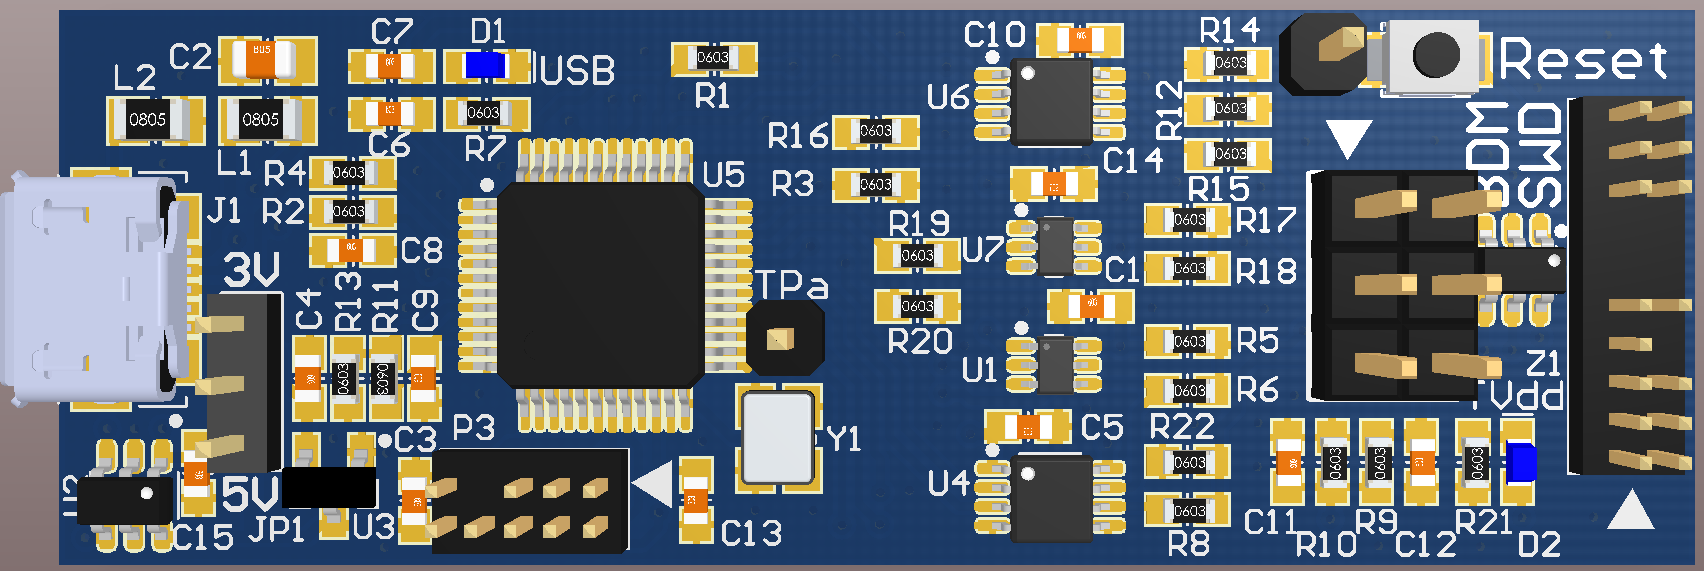 C10
R14
C7
D1
C2
USB
Reset
L2
R1
U6
R12
BDM
SWD
0805
0805
0603
0603
0603
0603
0603
0603
R16
C6
R7
L1
R4
0603
U5
C14
R3
0603
R15
R2
0603
J1
R19
R17
0603
C8
U7
0603
3V
C1
R18
0603
TPa
C4
R13
R11
C9
0603
R20
R5
0603
U1
Z1
0603
0603
R6
0603
Vdd
C3
P3
Y1
C5
R22
U2
5V
U4
0603
0603
0603
0603
JP1
U3
C15
C13
0603
R8
C11
R10
R9
C12
R21
D2